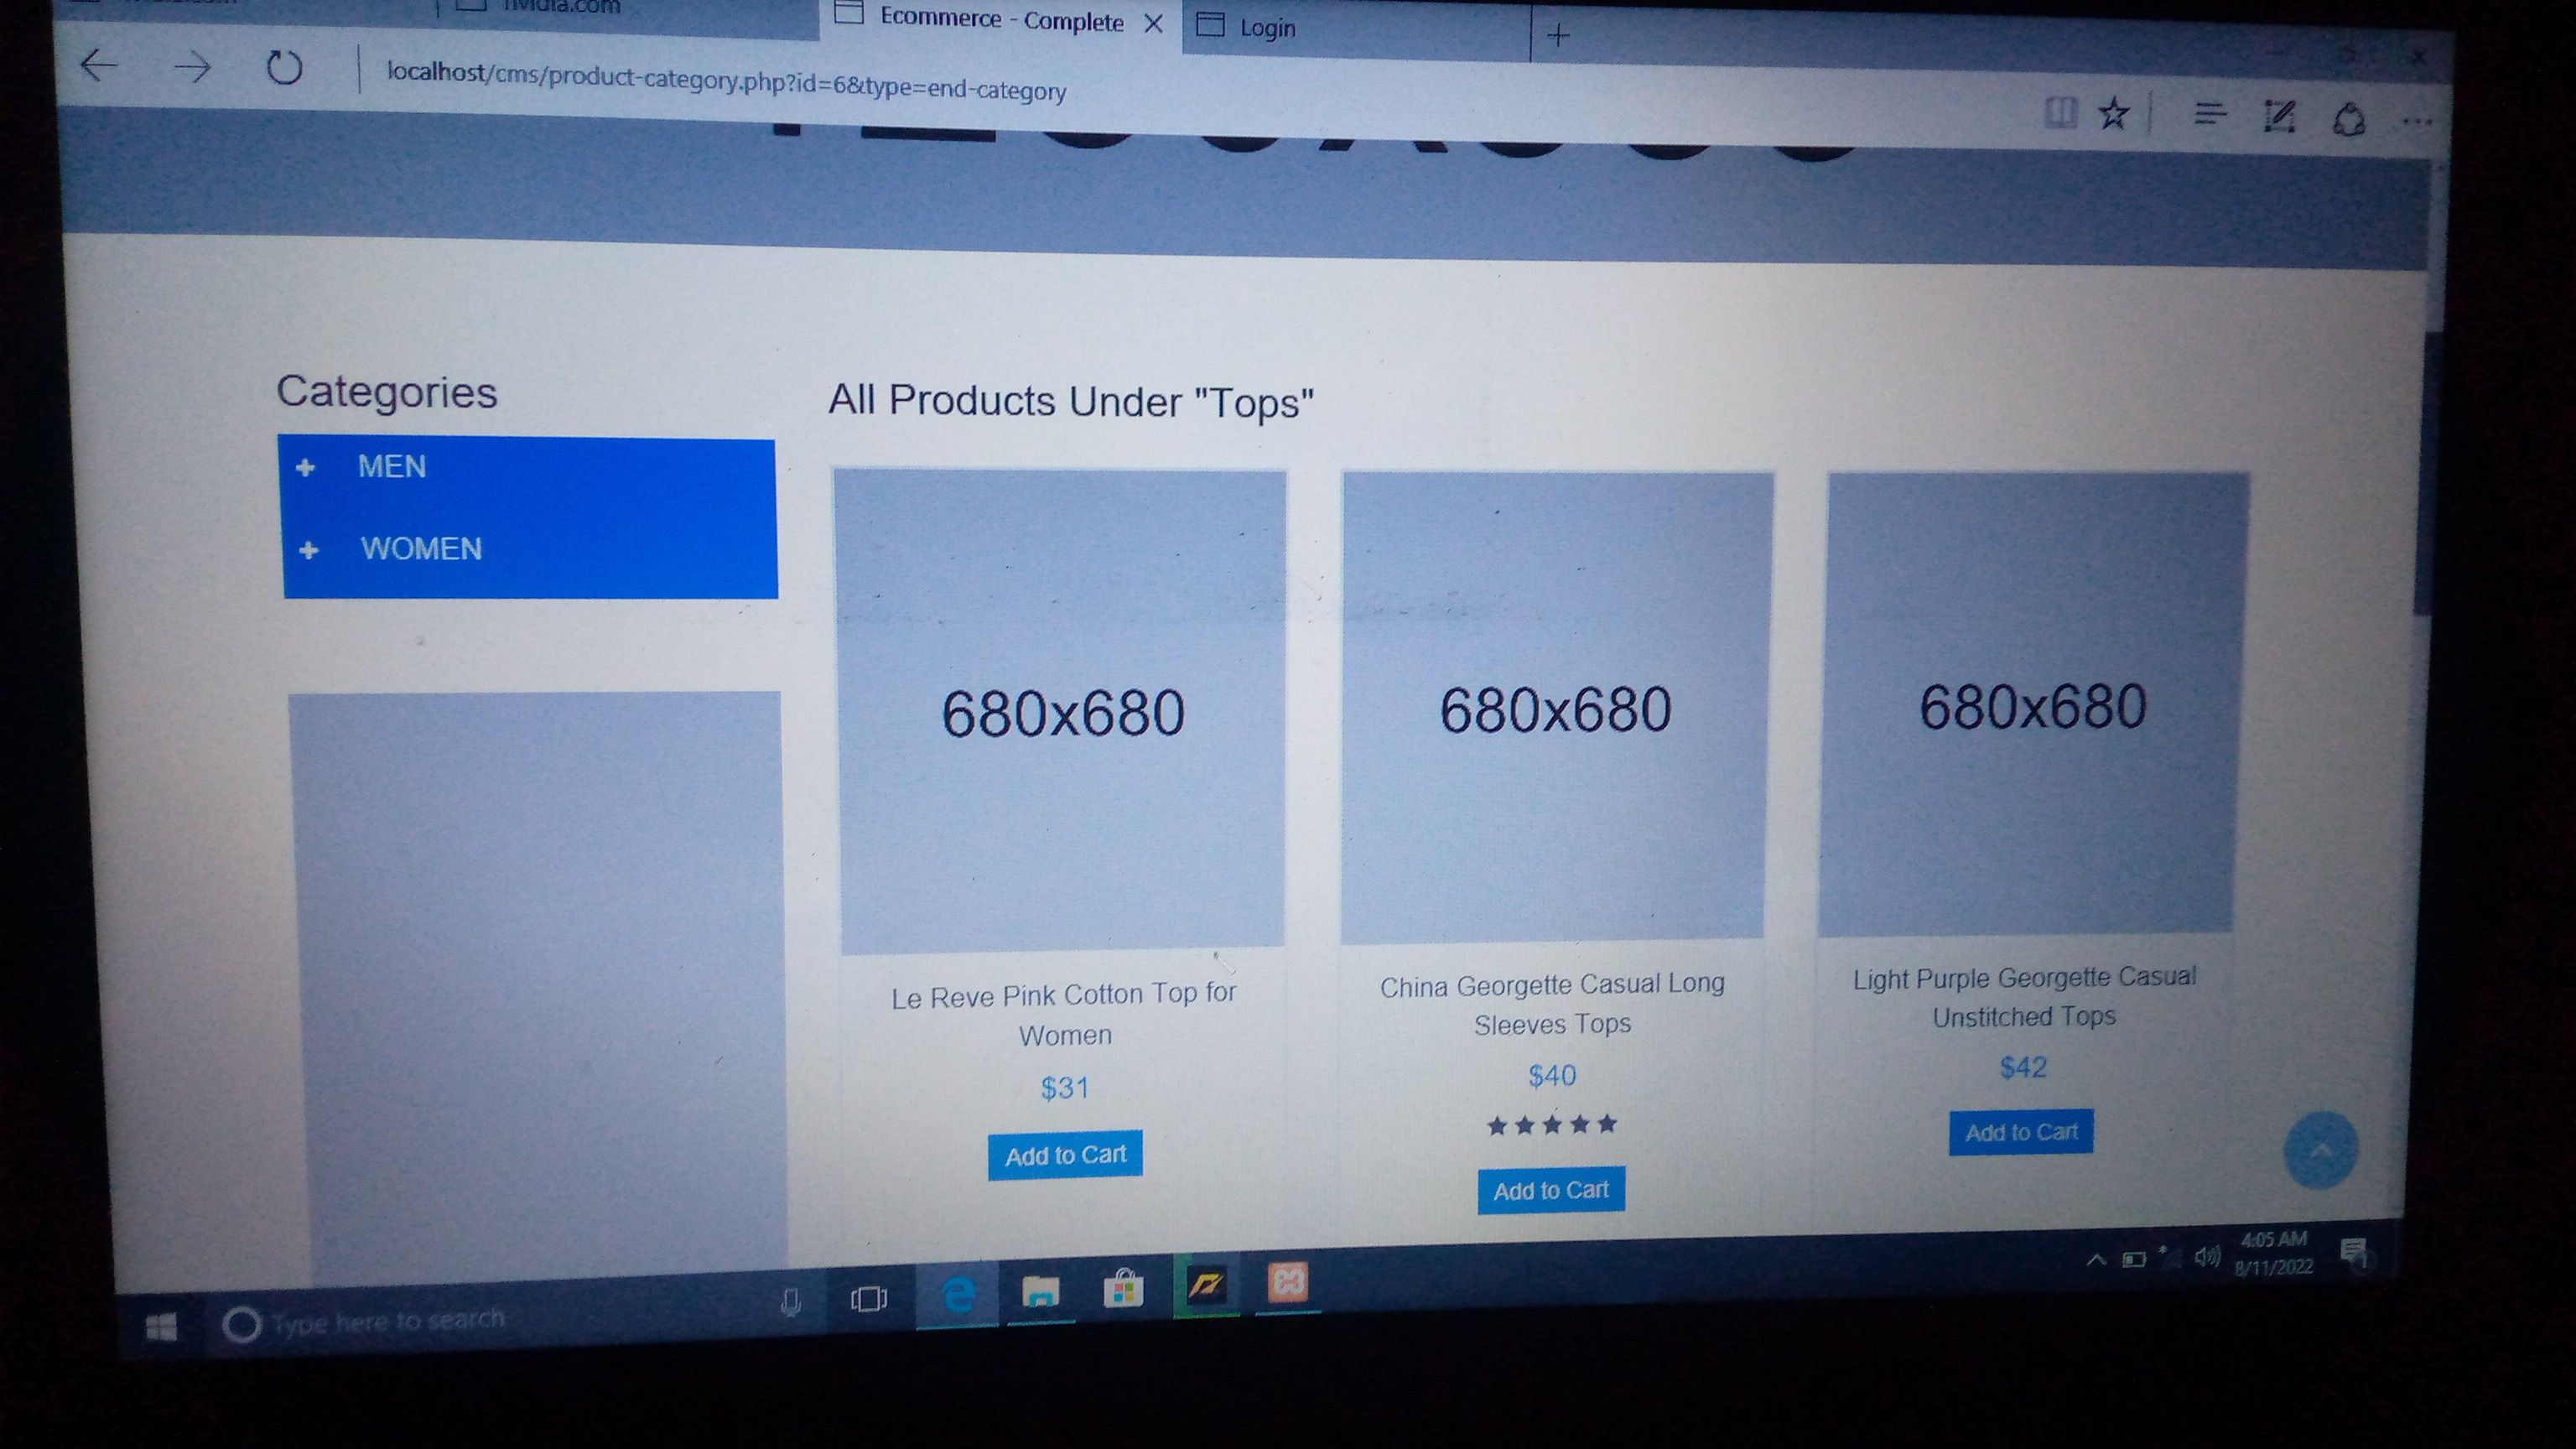 nvidia.com
Ecommerce - Complete
Login
localhost/cms/product-category.php?id=6&type=end-category
Categories
MEN
WOMEN
All Products Under "Tops"
680x680
680x680
680x680
Le Reve Pink Cotton Top for
Women
$31
Add to Cart
China Georgette Casual Long
Sleeves Tops
$40
Add to Cart
Light Purple Georgette Casual
Unstitched Tops
$42
Add to Cart
Type here to search
4:05 AM
8/11/2022